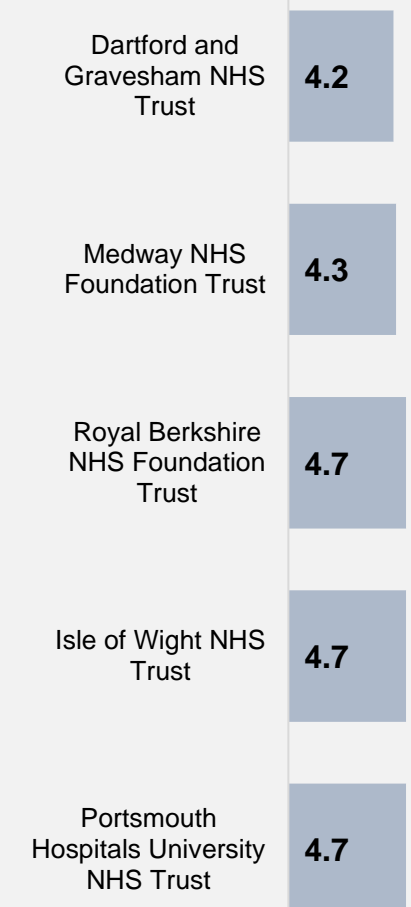 Dartford and
Gravesham NHS
Trust
4.2
Medway NHS
Foundation Trust
4.3
Royal Berkshire
NHS Foundation
Trust
4.7
Isle of Wight NHS
Trust
4.7
Portsmouth
Hospitals University
NHS Trust
4.7